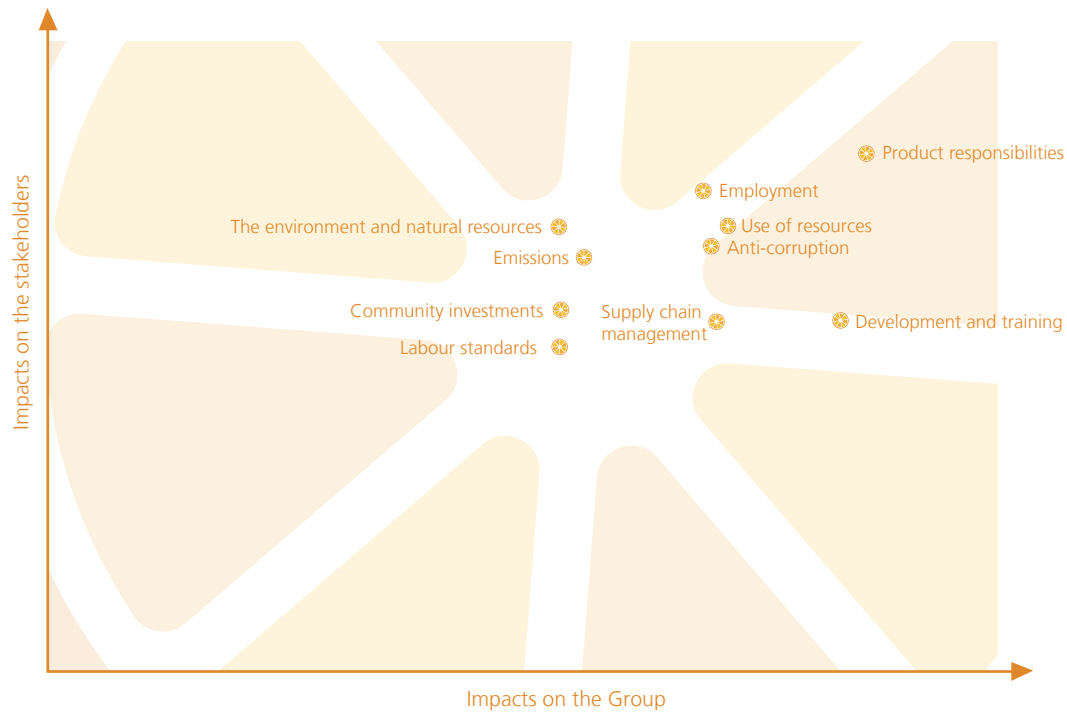 Impacts on the stakeholders
Product responsibilities
Employment
The environment and natural resources
Use of resources
Anti-corruption
Emissions
Community investments
Supply chain
management
Development and training
Labour standards
Impacts on the Group